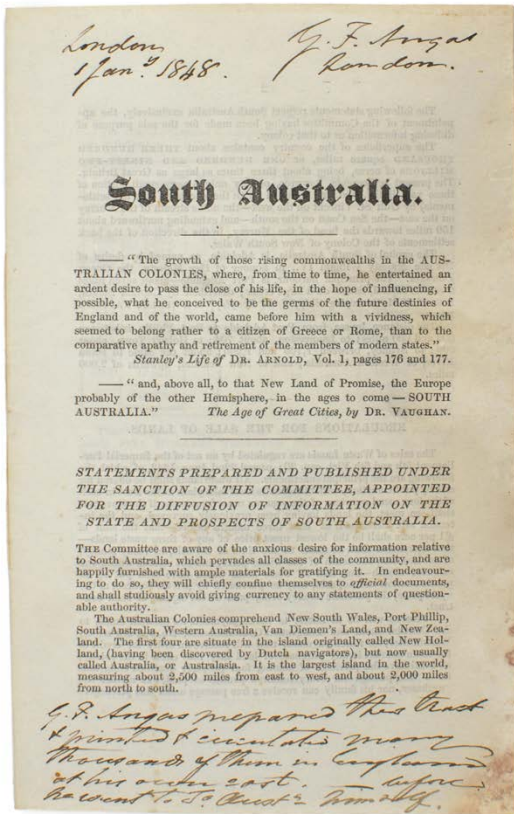 London
1 Jany. 1848.
G. F. Angas
London.
South Australia.
—— “ The growth of those rising commonwealths in the AUS-
TRALIAN COLONIES, where, from time to time, he entertained an
ardent desire to pass the close of his life, in the hope of influencing, if
possible, what he conceived to be the germs of the future destinies of
England and of the world, came before him with a vividness, which
seemed to belong rather to a citizen of Greece or Rome, than to the
comparative apathy and retirement of the members of modern states.”
Stanley's Life of DR. ARNOLD, Vol. 1, pages 176 and 177.
—— “ and, above all, to that New Land of Promise, the Europe
probably of the other Hemisphere, in the ages to come — SOUTH
AUSTRALIA.” The Age of Great Cities, by DR. VAUGHAN.
STATEMENTS PREPARED AND PUBLISHED UNDER
THE SANCTION OF THE COMMITTEE, APPOINTED
FOR THE DIFFUSION OF INFORMATION ON THE
STATE AND PROSPECTS OF SOUTH AUSTRALIA.
THE Committee are aware of the anxious desire for information relative
to South Australia, which pervades all classes of the community, and are
happily furnished with ample materials for gratifying it. In endeavour-
ing to do so, they will chiefly confine themselves to official documents,
and shall studiously avoid giving currency to any statements of question-
able authority.
The Australian Colonies comprehend New South Wales, Port Phillip,
South Australia, Western Australia, Van Diemen's Land, and New Zea-
land. The first four are situate in the island originally called New Hol-
land, (having been discovered by Dutch navigators), but now usually
called Australia, or Australasia. It is the largest island in the world,
measuring about 2,500 miles from east to west, and about 2,000 miles
from north to south.
G. F. Angas prepared this tract
& printed & circulated many
thousands of them in England
at his own cost. — before
he went to So. Austa. himself.